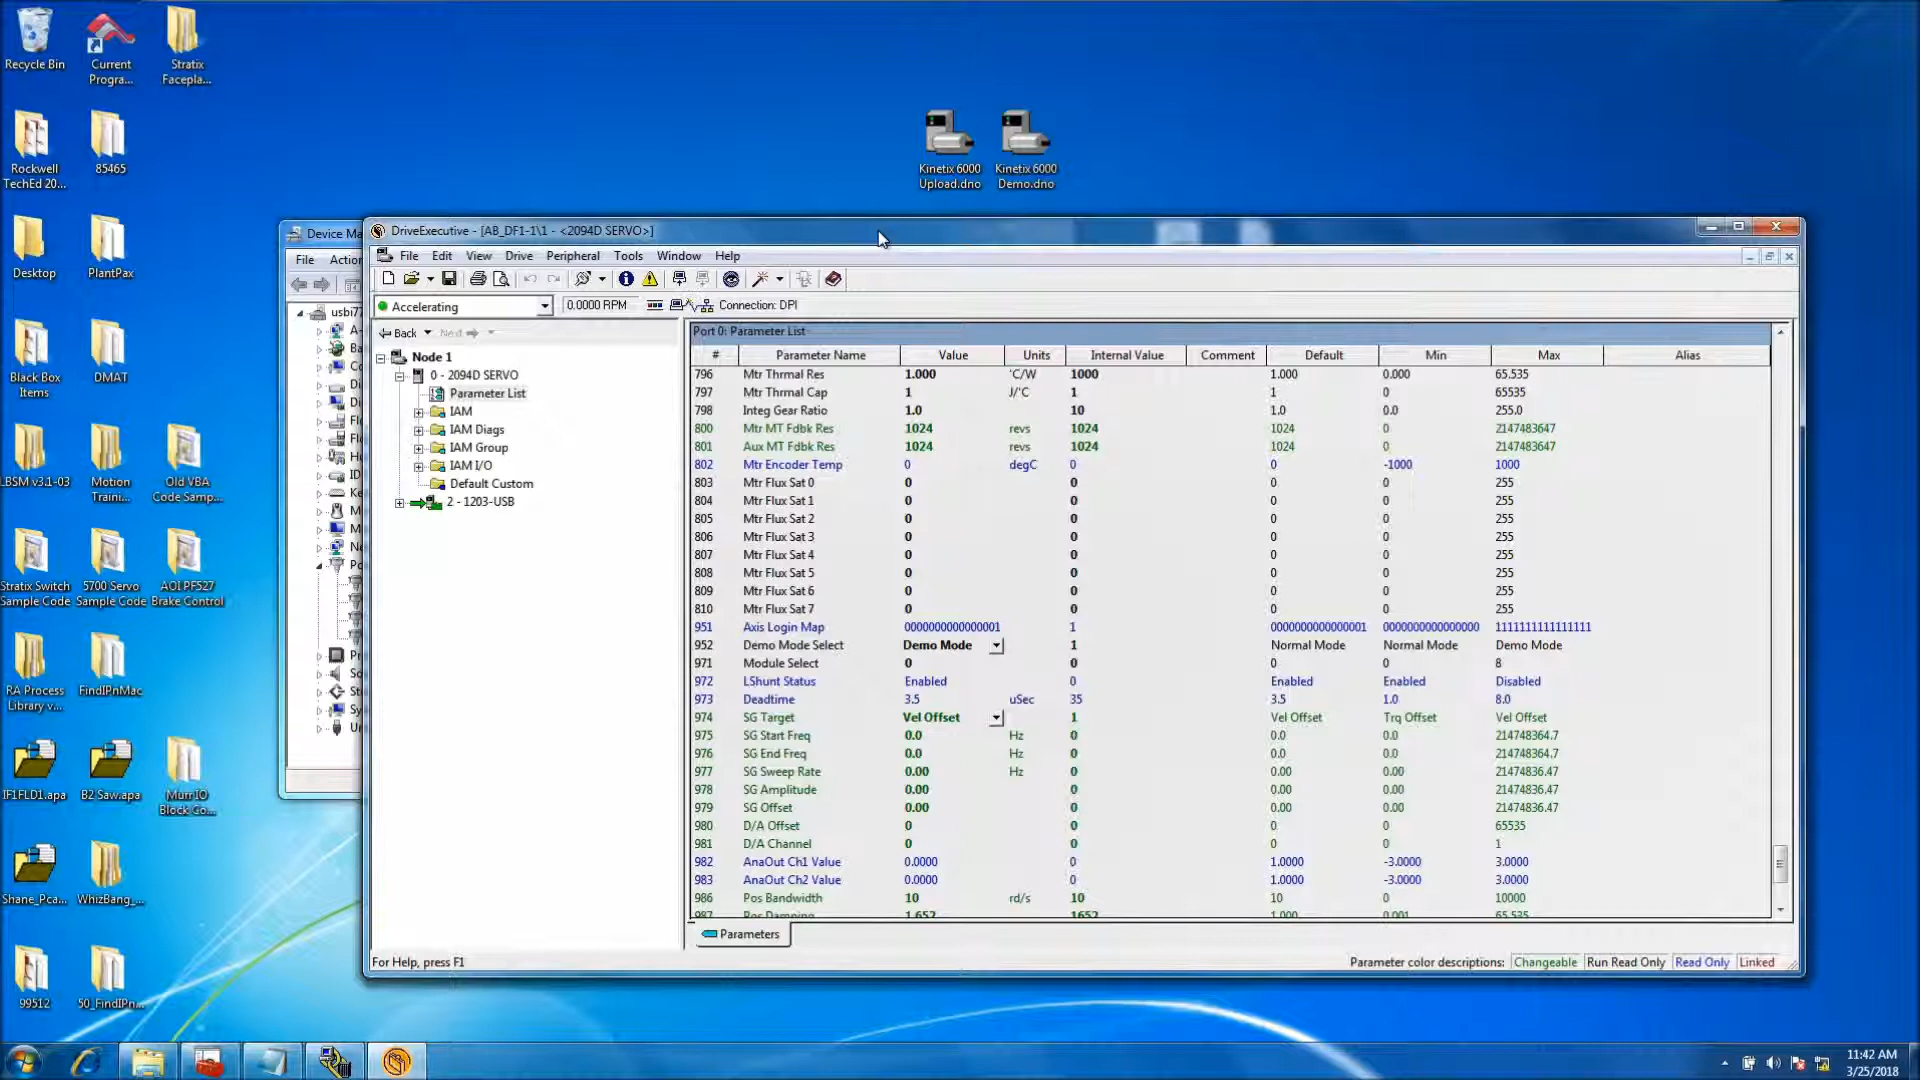 Recycle Bin
Current
Progra...
Stratix
Facepla...
Rockwell
TechEd 20...
85465
Desktop
PlantPax
Black Box
Items
DMAT
LBSM v3.1-03
Motion
Traini...
Old VBA
Code Samp...
Stratix Switch
Sample Code
5700 Servo
Sample Code
AOI_PF527
Brake Control
RA Process
Library v...
FindIPnMac
IF1FLD1.apa
B2 Saw.apa
MurrIO
Block Co...
Shane_Pca...
WhizBang_...
99512
50_FindIPn...
Kinetix 6000
Upload.dno
Kinetix 6000
Demo.dno
Device Ma
File Action
DriveExecutive - [AB_DF1-1\1 - <2094D SERVO>]
File Edit View Drive Peripheral Tools Window Help
Accelerating 0.0000 RPM Connection: DPI
Back Next
Node 1
0 - 2094D SERVO
Parameter List
IAM
IAM Diags
IAM Group
IAM I/O
Default Custom
2 - 1203-USB
Port 0: Parameter List
# Parameter Name Value Units Internal Value Comment Default Min Max Alias
796 Mtr Thrmal Res 1.000 'C/W 1000 1.000 0.000 65.535
797 Mtr Thrmal Cap 1 J/'C 1 1 0 65535
798 Integ Gear Ratio 1.0 10 1.0 0.0 255.0
800 Mtr MT Fdbk Res 1024 revs 1024 1024 0 2147483647
801 Aux MT Fdbk Res 1024 revs 1024 1024 0 2147483647
802 Mtr Encoder Temp 0 degC 0 0 -1000 1000
803 Mtr Flux Sat 0 0 0 0 0 255
804 Mtr Flux Sat 1 0 0 0 0 255
805 Mtr Flux Sat 2 0 0 0 0 255
806 Mtr Flux Sat 3 0 0 0 0 255
807 Mtr Flux Sat 4 0 0 0 0 255
808 Mtr Flux Sat 5 0 0 0 0 255
809 Mtr Flux Sat 6 0 0 0 0 255
810 Mtr Flux Sat 7 0 0 0 0 255
951 Axis Login Map 0000000000000001 1 0000000000000001 0000000000000000 1111111111111111
952 Demo Mode Select Demo Mode 1 Normal Mode Normal Mode Demo Mode
971 Module Select 0 0 0 0 8
972 LShunt Status Enabled 0 Enabled Enabled Disabled
973 Deadtime 3.5 uSec 35 3.5 1.0 8.0
974 SG Target Vel Offset 1 Vel Offset Trq Offset Vel Offset
975 SG Start Freq 0.0 Hz 0 0.0 0.0 214748364.7
976 SG End Freq 0.0 Hz 0 0.0 0.0 214748364.7
977 SG Sweep Rate 0.00 Hz 0 0.00 0.00 21474836.47
978 SG Amplitude 0.00 0 0.00 0.00 21474836.47
979 SG Offset 0.00 0 0.00 0.00 21474836.47
980 D/A Offset 0 0 0 0 65535
981 D/A Channel 0 0 0 0 1
982 AnaOut Ch1 Value 0.0000 0 1.0000 -3.0000 3.0000
983 AnaOut Ch2 Value 0.0000 0 1.0000 -3.0000 3.0000
986 Pos Bandwidth 10 rd/s 10 10 0 10000
987 Pos Damping 1.652 1652 1.000 0.001 65.535
Parameters
For Help, press F1
Parameter color descriptions: Changeable Run Read Only Read Only Linked
11:42 AM
3/25/2018